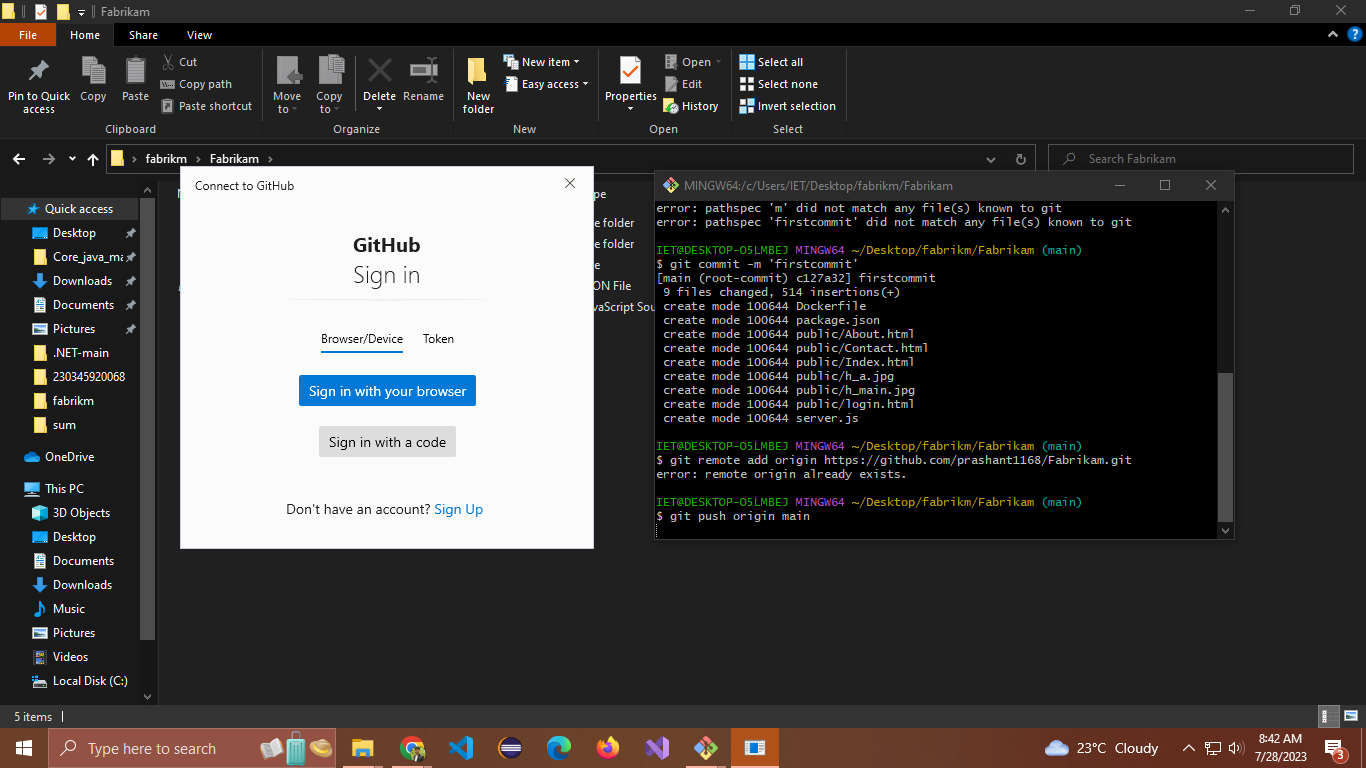 Fabrikam
File Home Share View
Pin to Quick access
Copy
Paste
Cut
Copy path
Paste shortcut
Clipboard
Move to
Copy to
Delete
Rename
Organize
New folder
New item
Easy access
New
Properties
Open
Edit
History
Open
Select all
Select none
Invert selection
Select
fabrikm > Fabrikam >
Search Fabrikam
Quick access
Desktop
Core_java_ma
Downloads
Documents
Pictures
.NET-main
230345920068
fabrikm
sum
OneDrive
This PC
3D Objects
Desktop
Documents
Downloads
Music
Pictures
Videos
Local Disk (C:)
5 items
pe
e folder
e folder
e
ON File
vaScript Sou
Connect to GitHub
GitHub
Sign in
Browser/Device Token
Sign in with your browser
Sign in with a code
Don't have an account? Sign Up
MINGW64:/c/Users/IET/Desktop/fabrikm/Fabrikam
error: pathspec 'm' did not match any file(s) known to git
error: pathspec 'firstcommit' did not match any file(s) known to git
IET@DESKTOP-O5LMBEJ MINGW64 ~/Desktop/fabrikm/Fabrikam (main)
$ git commit -m 'firstcommit'
[main (root-commit) c127a32] firstcommit
9 files changed, 514 insertions(+)
create mode 100644 Dockerfile
create mode 100644 package.json
create mode 100644 public/About.html
create mode 100644 public/Contact.html
create mode 100644 public/Index.html
create mode 100644 public/h_a.jpg
create mode 100644 public/h_main.jpg
create mode 100644 public/login.html
create mode 100644 server.js
IET@DESKTOP-O5LMBEJ MINGW64 ~/Desktop/fabrikm/Fabrikam (main)
$ git remote add origin https://github.com/prashant1168/Fabrikam.git
error: remote origin already exists.
IET@DESKTOP-O5LMBEJ MINGW64 ~/Desktop/fabrikm/Fabrikam (main)
$ git push origin main
Type here to search
23°C Cloudy
8:42 AM
7/28/2023
3